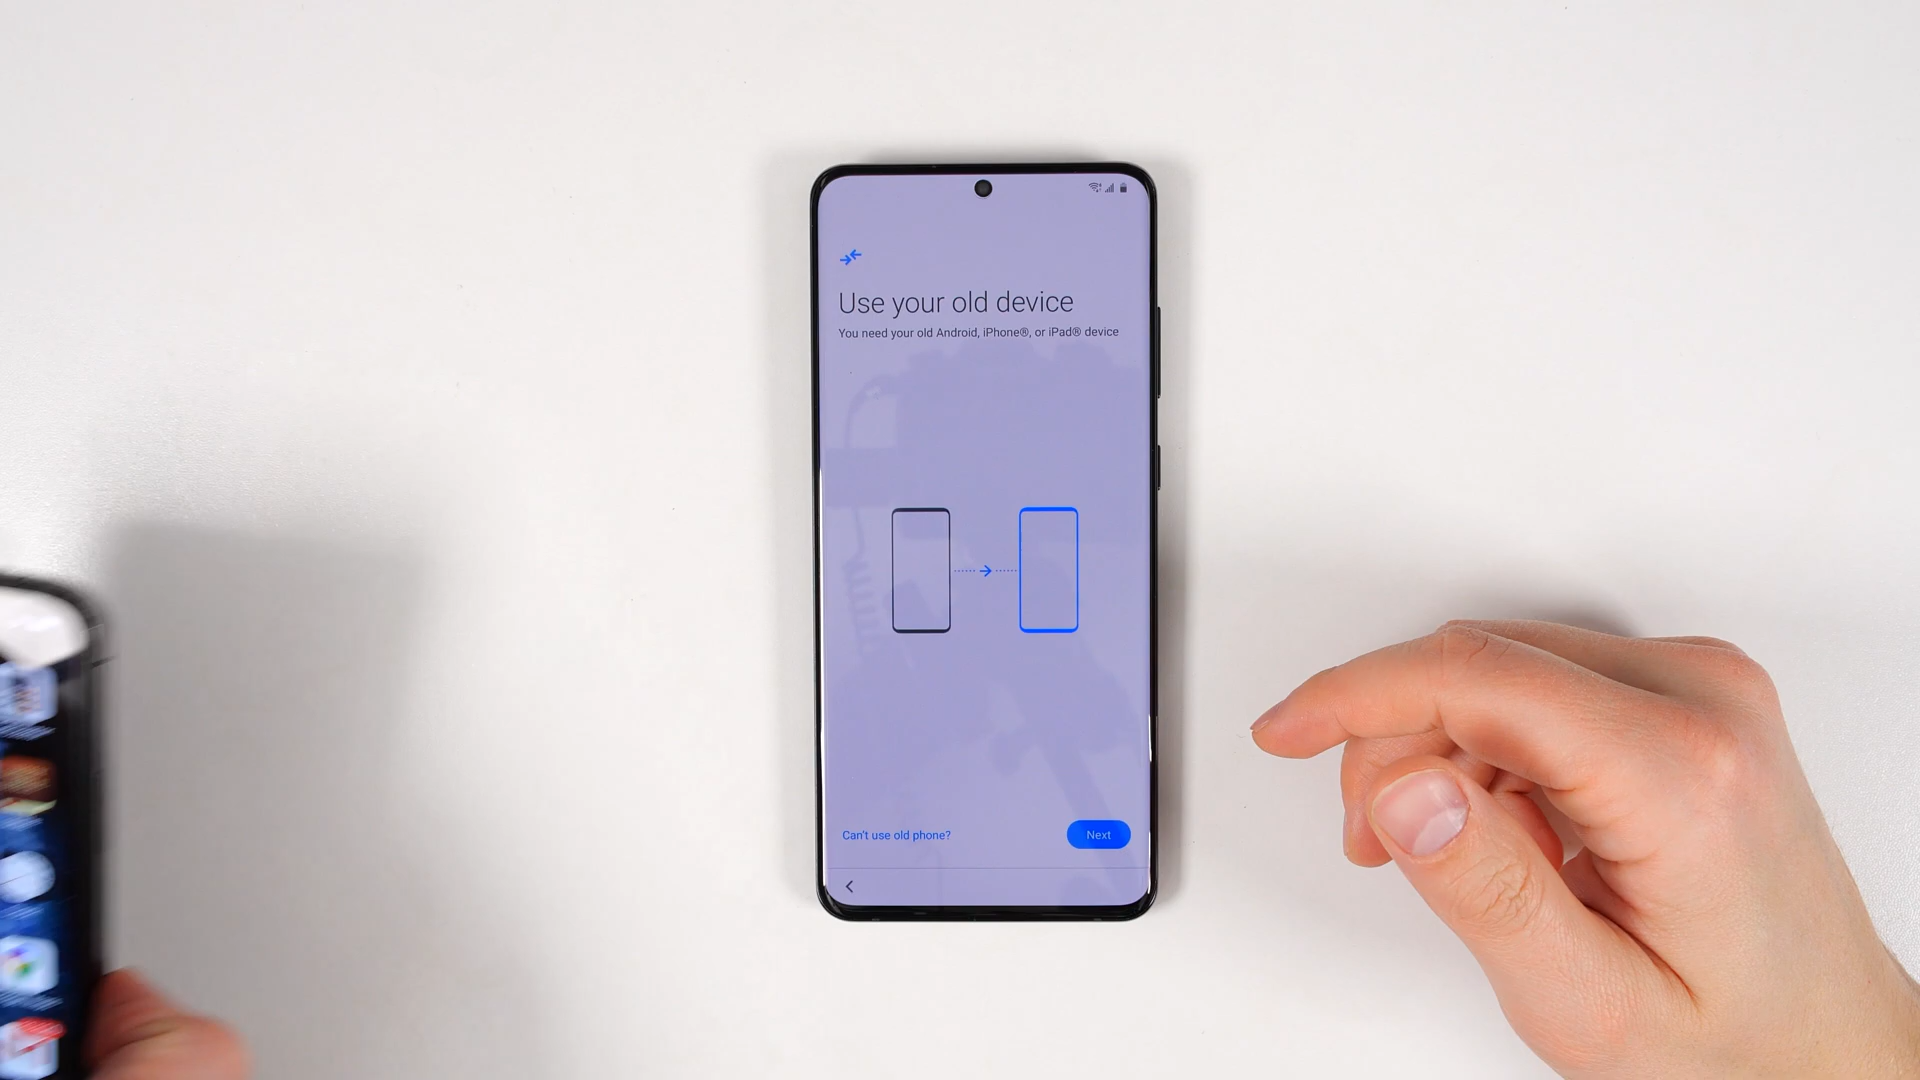 Use your old device
You need your old Android, iPhone®, or iPad® device
Can't use old phone?
Next